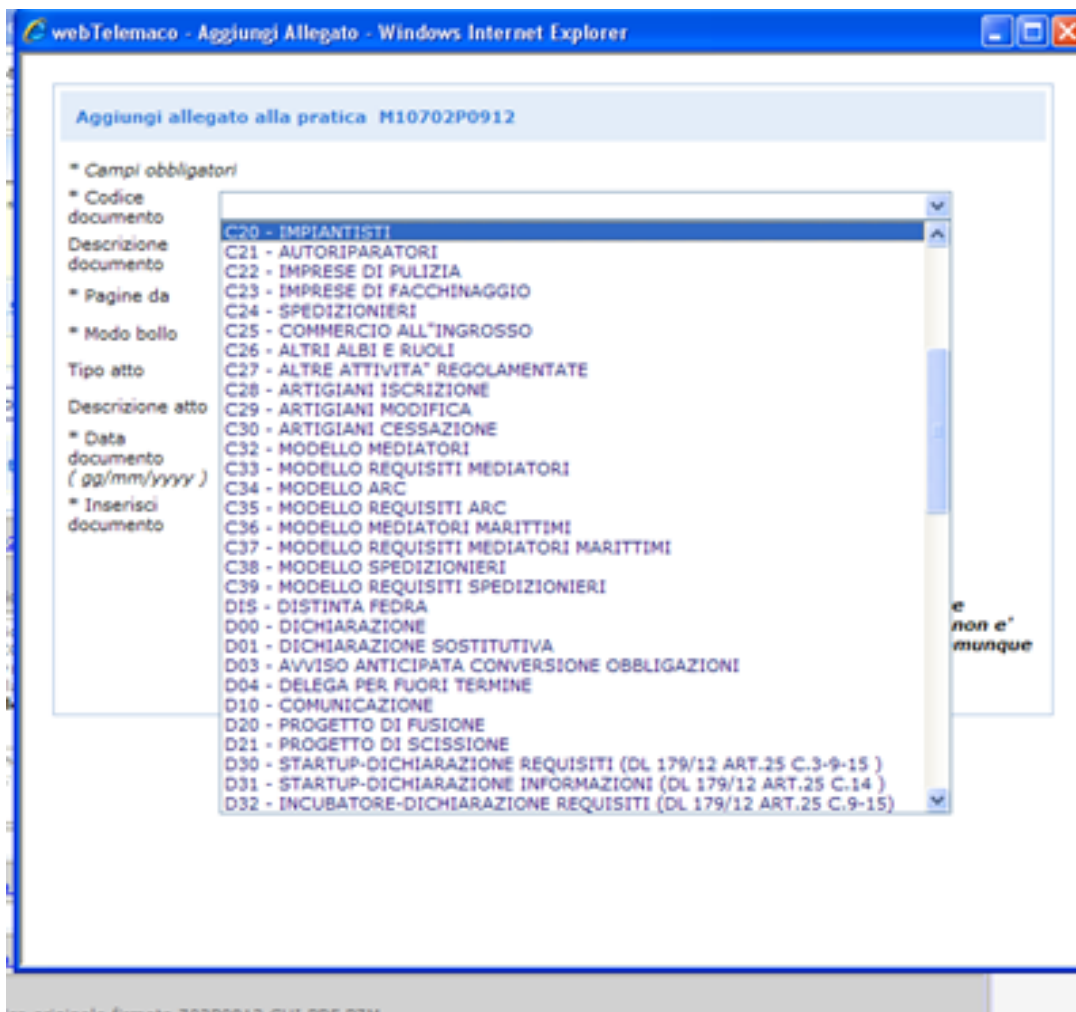 webTelemaco - Aggiungi Allegato - Windows Internet Explorer
Aggiungi allegato alla pratica M10702P0912
* Campi obbligatori
* Codice
documento
Descrizione
documento
* Pagine da
* Modo bollo
Tipo atto
Descrizione atto
* Data
documento
( gg/mm/yyyy )
* Inserisci
documento
C20 - IMPIANTISTI
C21 - AUTORIPARATORI
C22 - IMPRESE DI PULIZIA
C23 - IMPRESE DI FACCHINAGGIO
C24 - SPEDIZIONIERI
C25 - COMMERCIO ALL"INGROSSO
C26 - ALTRI ALBI E RUOLI
C27 - ALTRE ATTIVITA" REGOLAMENTATE
C28 - ARTIGIANI ISCRIZIONE
C29 - ARTIGIANI MODIFICA
C30 - ARTIGIANI CESSAZIONE
C32 - MODELLO MEDIATORI
C33 - MODELLO REQUISITI MEDIATORI
C34 - MODELLO ARC
C35 - MODELLO REQUISITI ARC
C36 - MODELLO MEDIATORI MARITTIMI
C37 - MODELLO REQUISITI MEDIATORI MARITTIMI
C38 - MODELLO SPEDIZIONIERI
C39 - MODELLO REQUISITI SPEDIZIONIERI
DIS - DISTINTA FEDRA
D00 - DICHIARAZIONE
D01 - DICHIARAZIONE SOSTITUTIVA
D03 - AVVISO ANTICIPATA CONVERSIONE OBBLIGAZIONI
D04 - DELEGA PER FUORI TERMINE
D10 - COMUNICAZIONE
D20 - PROGETTO DI FUSIONE
D21 - PROGETTO DI SCISSIONE
D30 - STARTUP-DICHIARAZIONE REQUISITI (DL 179/12 ART.25 C.3-9-15 )
D31 - STARTUP-DICHIARAZIONE INFORMAZIONI (DL 179/12 ART.25 C.14 )
D32 - INCUBATORE-DICHIARAZIONE REQUISITI (DL 179/12 ART.25 C.9-15)
e
non e'
munque